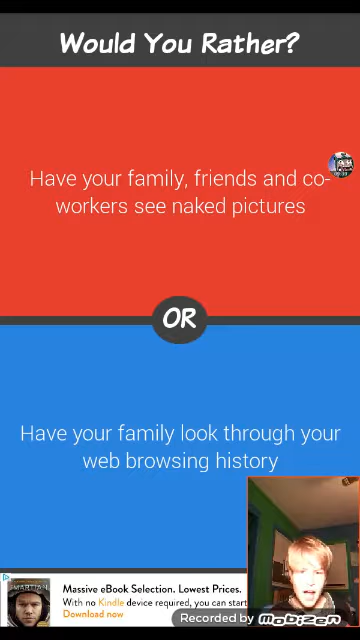 Would You Rather?
Have your family, friends and co-
workers see naked pictures
OR
Have your family look through your
web browsing history
MARTIAN
Massive eBook Selection. Lowest Prices.
With no Kindle device required, you can start
Download now
Recorded by mobizen